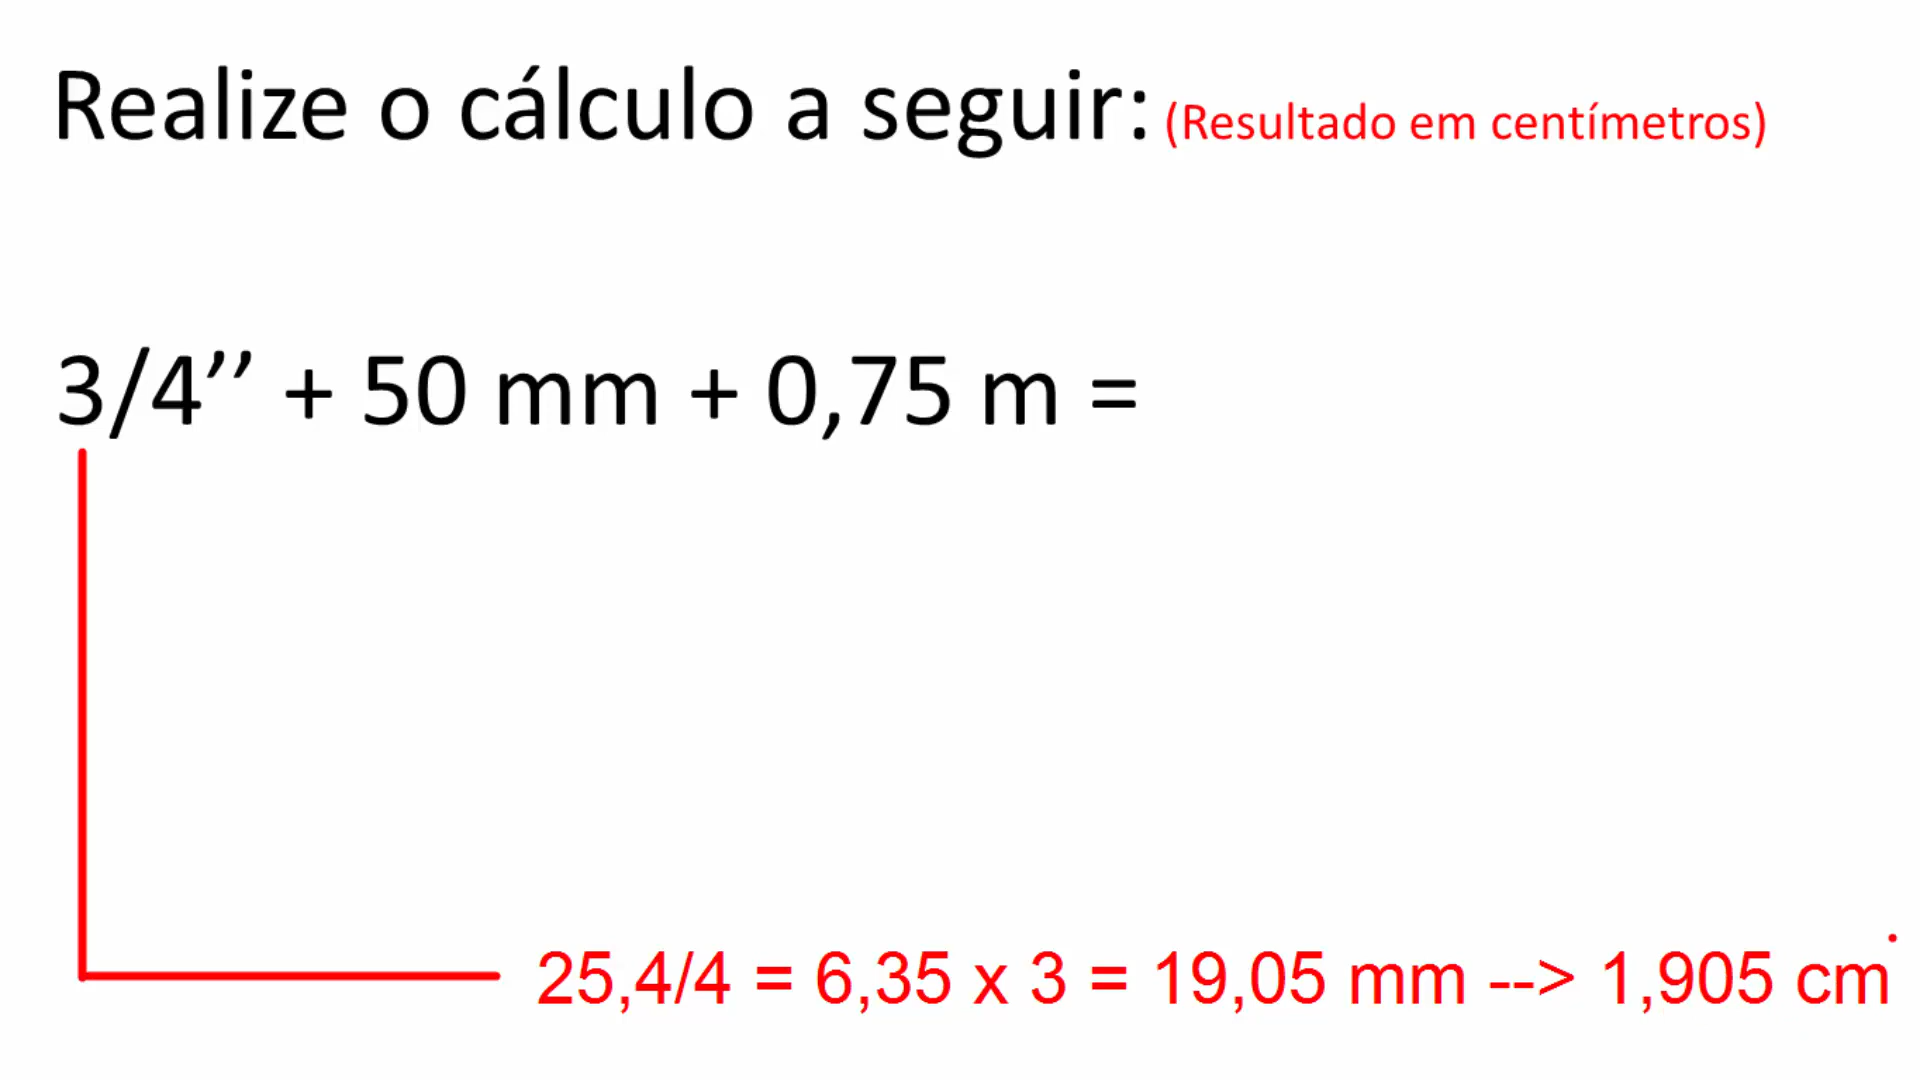 Realize o cálculo a seguir: (Resultado em centímetros)
3/4’’ + 50 mm + 0,75 m =
25,4/4 = 6,35 x 3 = 19,05 mm --> 1,905 cm